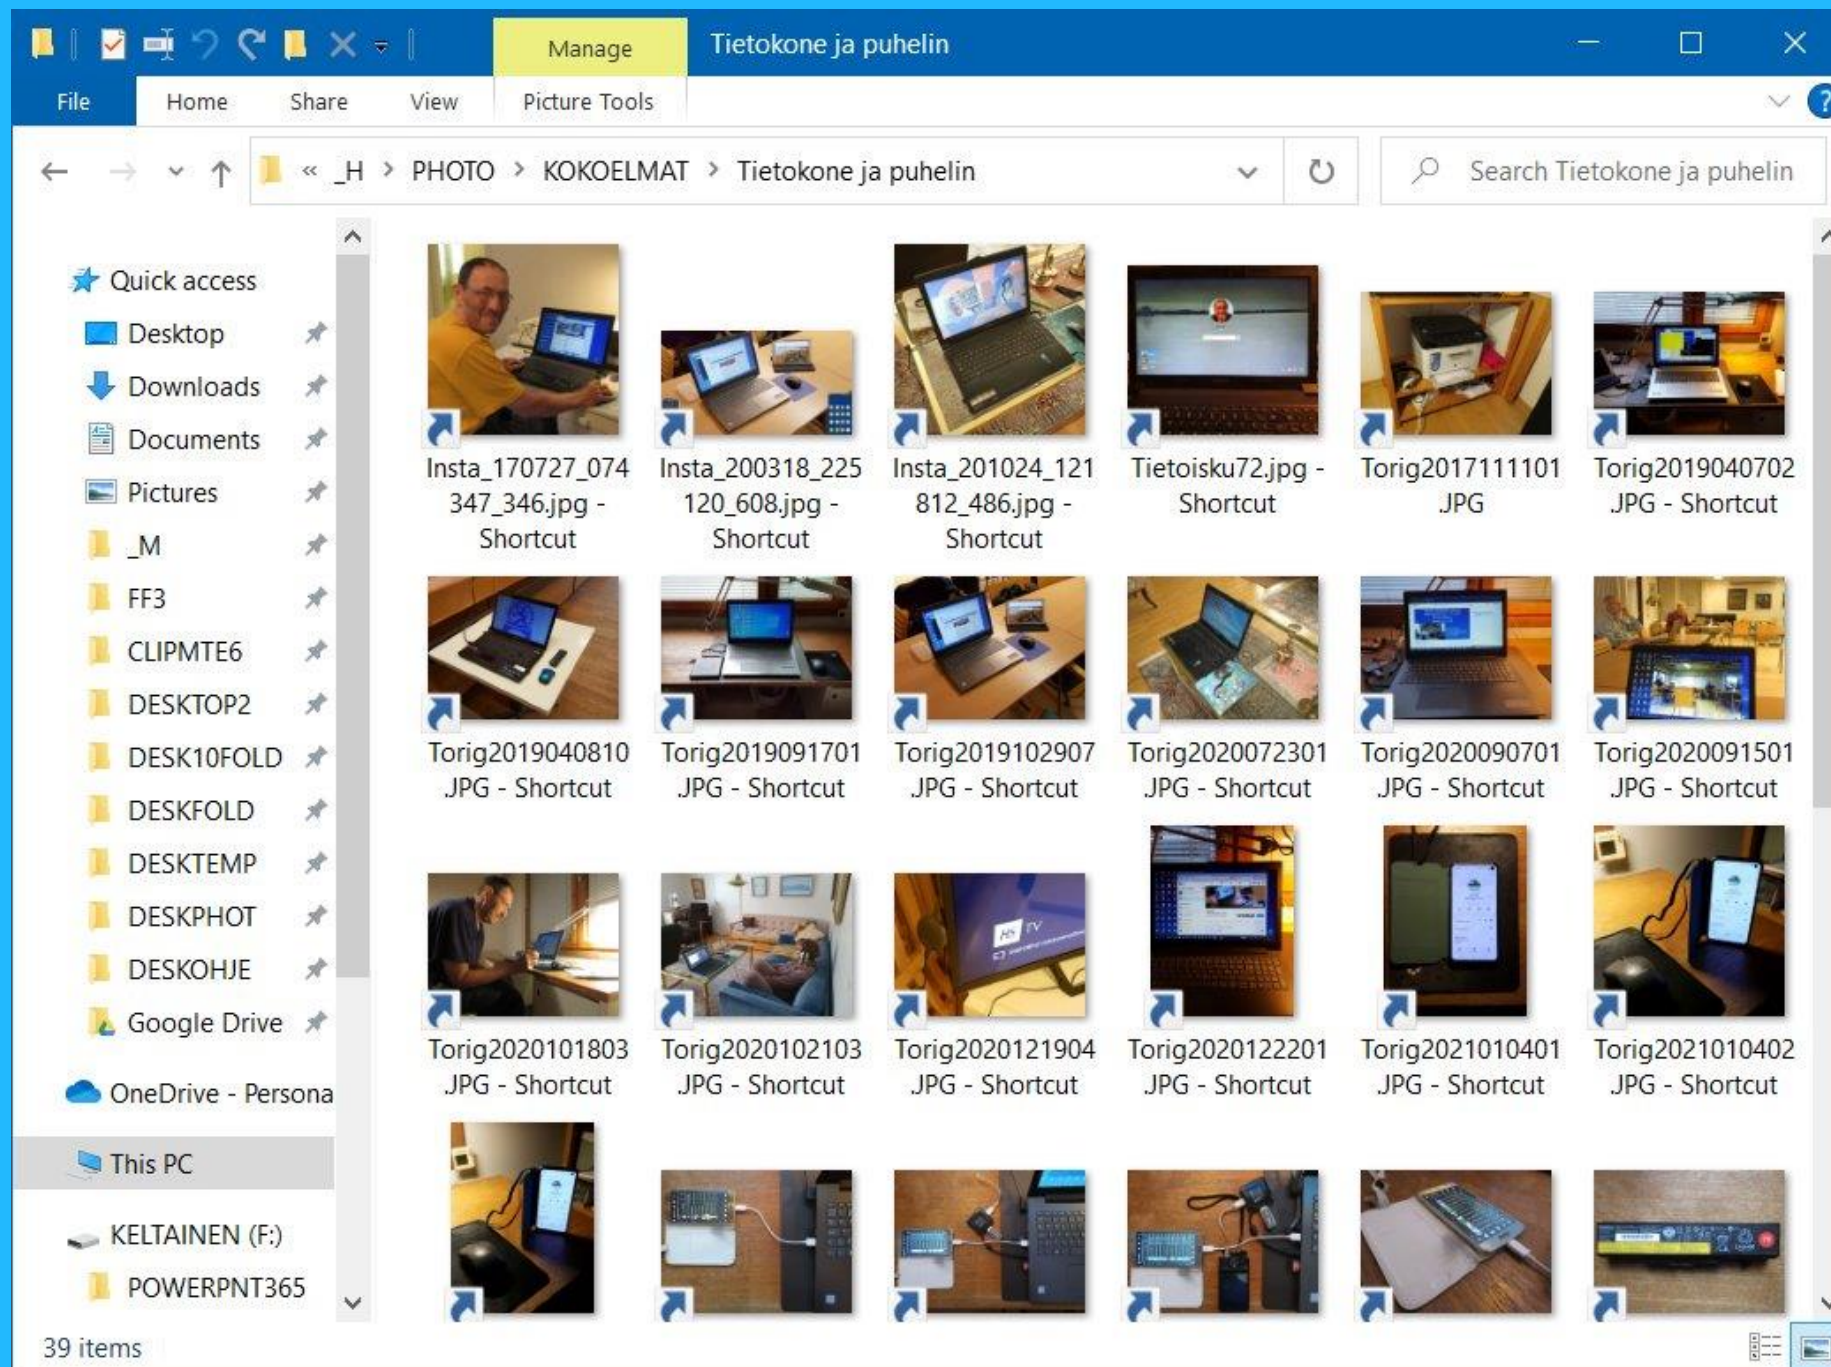 Manage
Tietokone ja puhelin
File
Home
Share
View
Picture Tools
?
« _H > PHOTO > KOKOELMAT > Tietokone ja puhelin
Search Tietokone ja puhelin
Quick access
Desktop
Downloads
Documents
Pictures
_M
FF3
CLIPMTE6
DESKTOP2
DESK10FOLD
DESKFOLD
DESKTEMP
DESKPHOT
DESKOHJE
Google Drive
OneDrive - Persona
This PC
KELTAINEN (F:)
POWERPNT365
Insta_170727_074
347_346.jpg -
Shortcut
Insta_200318_225
120_608.jpg -
Shortcut
Insta_201024_121
812_486.jpg -
Shortcut
Tietoisku72.jpg -
Shortcut
Torig2017111101
.JPG
Torig2019040702
.JPG - Shortcut
Torig2019040810
.JPG - Shortcut
Torig2019091701
.JPG - Shortcut
Torig2019102907
.JPG - Shortcut
Torig2020072301
.JPG - Shortcut
Torig2020090701
.JPG - Shortcut
Torig2020091501
.JPG - Shortcut
HS TV
Torig2020101803
.JPG - Shortcut
Torig2020102103
.JPG - Shortcut
Torig2020121904
.JPG - Shortcut
Torig2020122201
.JPG - Shortcut
Torig2021010401
.JPG - Shortcut
Torig2021010402
.JPG - Shortcut
39 items